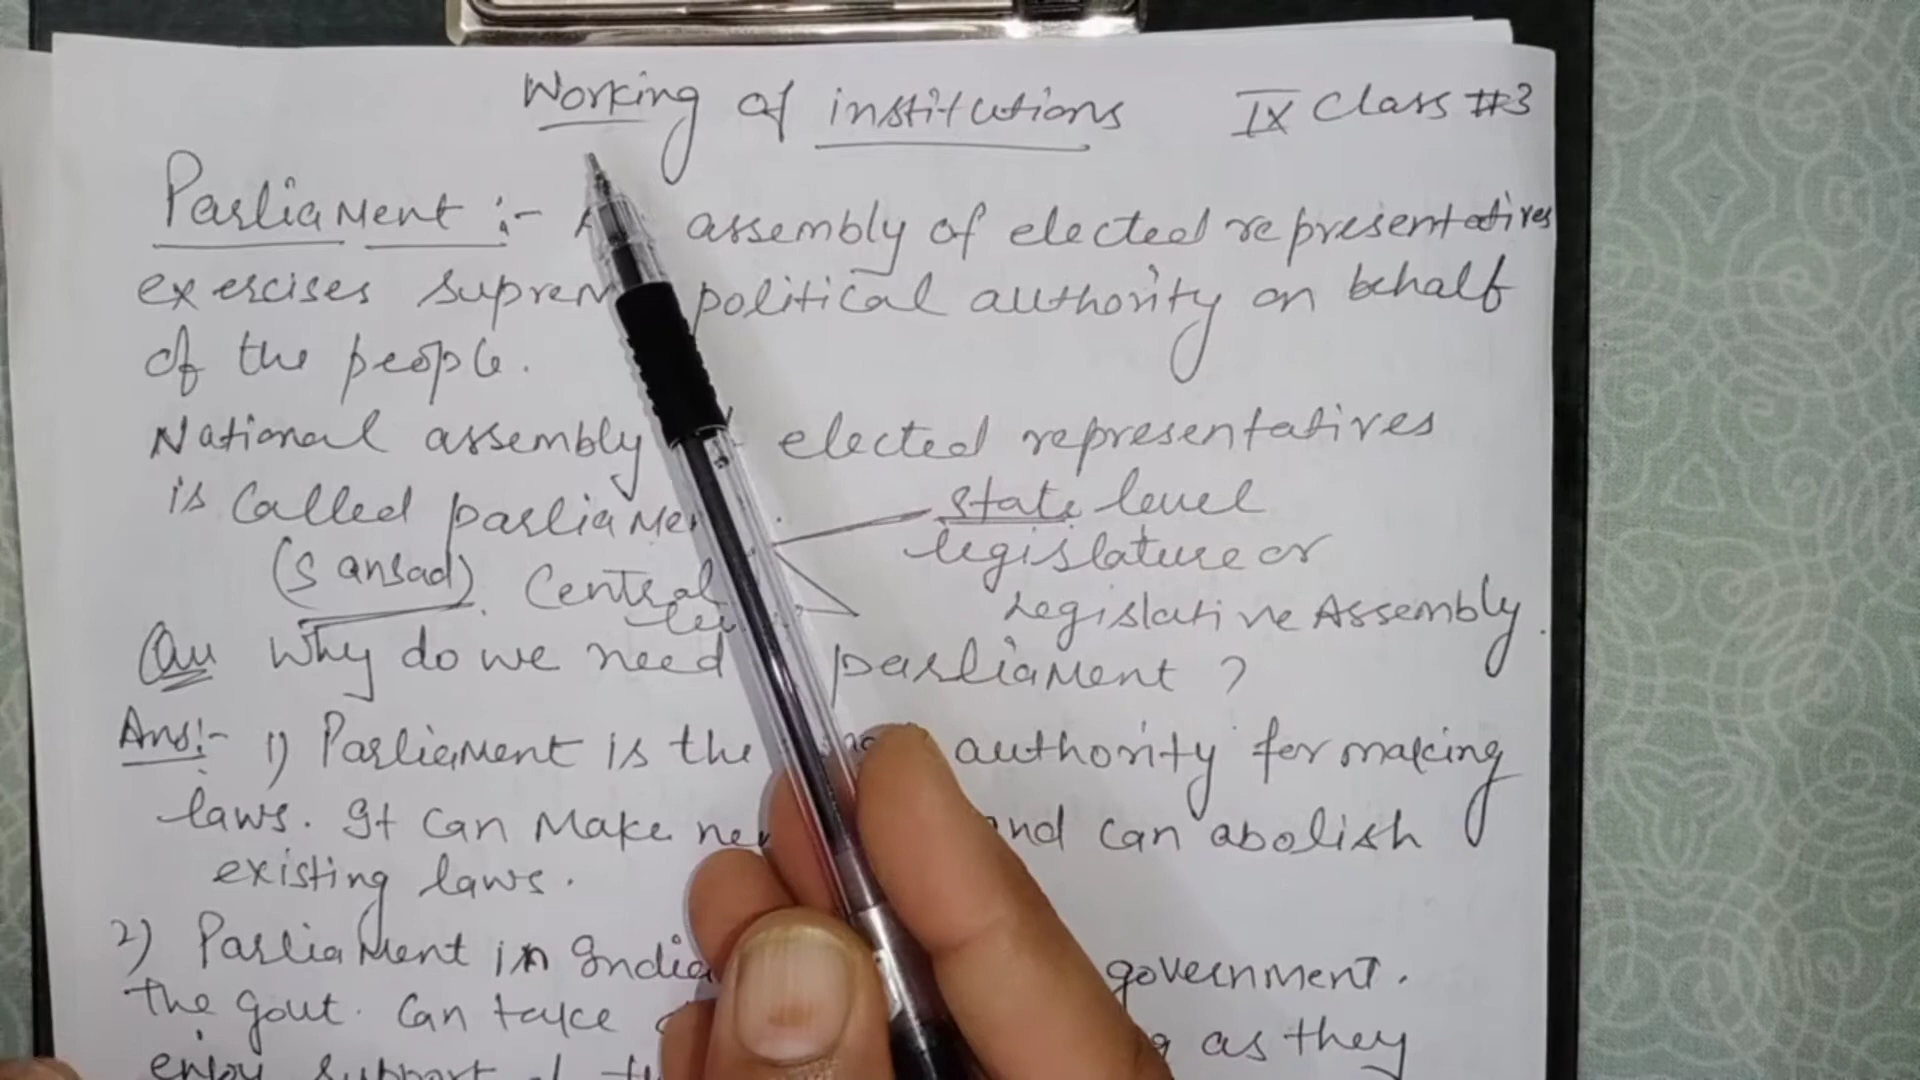 Working of institutions IX Class #3
Parliament :- assembly of elected representatives
exercises political authority on behalf
of the people.
National assembly elected representatives
is Called
state level
legislature or
(Sansad). Central
Legislative Assembly.
Qu Why do we need parliament ?
Ans:- 1) Parliament is the authority for making
laws. It can Make and can abolish
existing laws.
2) Parliament in government.
the govt. Can take as they
enjoy support